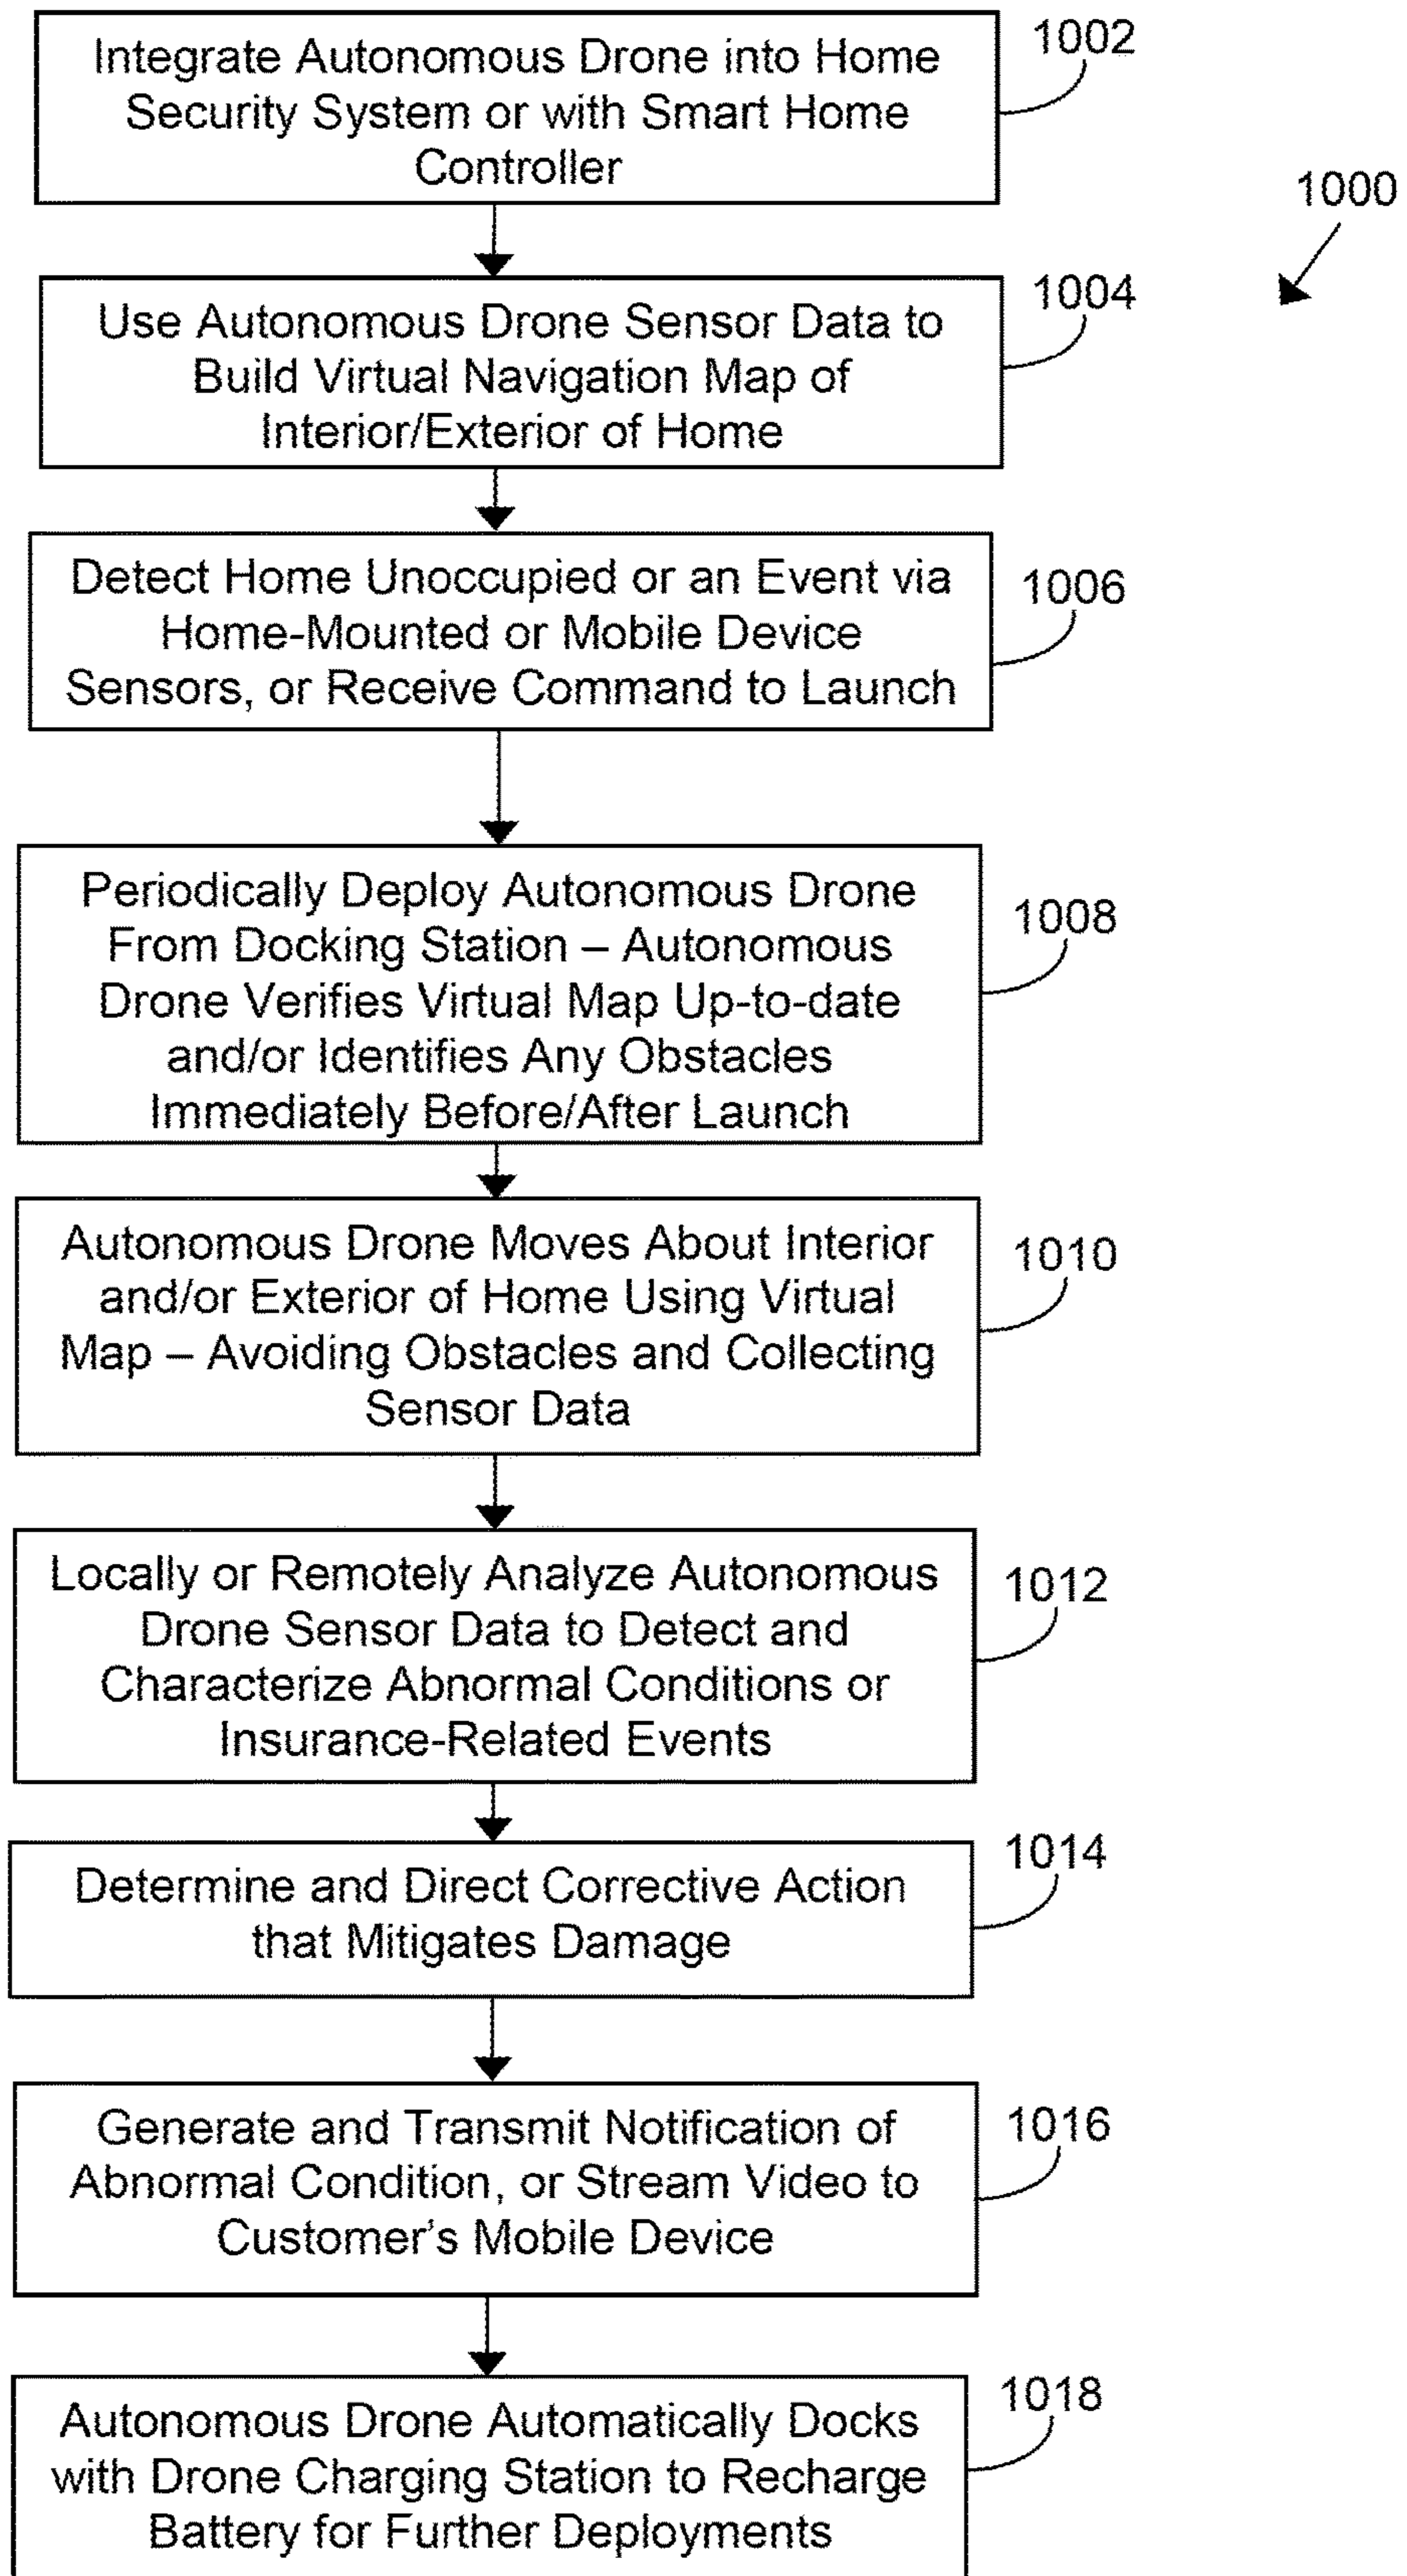 Integrate Autonomous Drone into Home
Security System or with Smart Home
Controller
1002
1000
Use Autonomous Drone Sensor Data to
Build Virtual Navigation Map of
Interior/Exterior of Home
1004
Detect Home Unoccupied or an Event via
Home-Mounted or Mobile Device
Sensors, or Receive Command to Launch
1006
Periodically Deploy Autonomous Drone
From Docking Station – Autonomous
Drone Verifies Virtual Map Up-to-date
and/or Identifies Any Obstacles
Immediately Before/After Launch
1008
Autonomous Drone Moves About Interior
and/or Exterior of Home Using Virtual
Map – Avoiding Obstacles and Collecting
Sensor Data
1010
Locally or Remotely Analyze Autonomous
Drone Sensor Data to Detect and
Characterize Abnormal Conditions or
Insurance-Related Events
1012
Determine and Direct Corrective Action
that Mitigates Damage
1014
Generate and Transmit Notification of
Abnormal Condition, or Stream Video to
Customer's Mobile Device
1016
Autonomous Drone Automatically Docks
with Drone Charging Station to Recharge
Battery for Further Deployments
1018